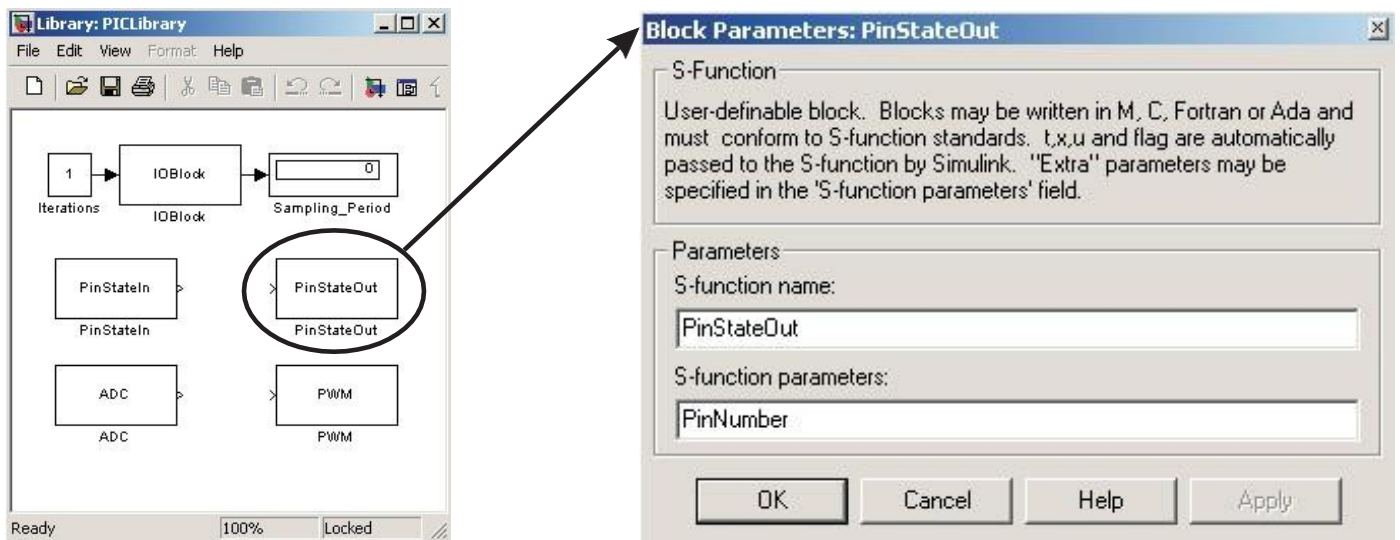 Library: PICLibrary
File Edit View Format Help
1
IOBlock
0
Iterations
IOBlock
Sampling_Period
PinStateIn
PinStateOut
PinStateIn
PinStateOut
ADC
PWM
ADC
PWM
Ready 100% Locked
Block Parameters: PinStateOut
S-Function
User-definable block. Blocks may be written in M, C, Fortran or Ada and
must conform to S-function standards. t,x,u and flag are automatically
passed to the S-function by Simulink. "Extra" parameters may be
specified in the 'S-function parameters' field.
Parameters
S-function name:
PinStateOut
S-function parameters:
PinNumber
OK Cancel Help Apply